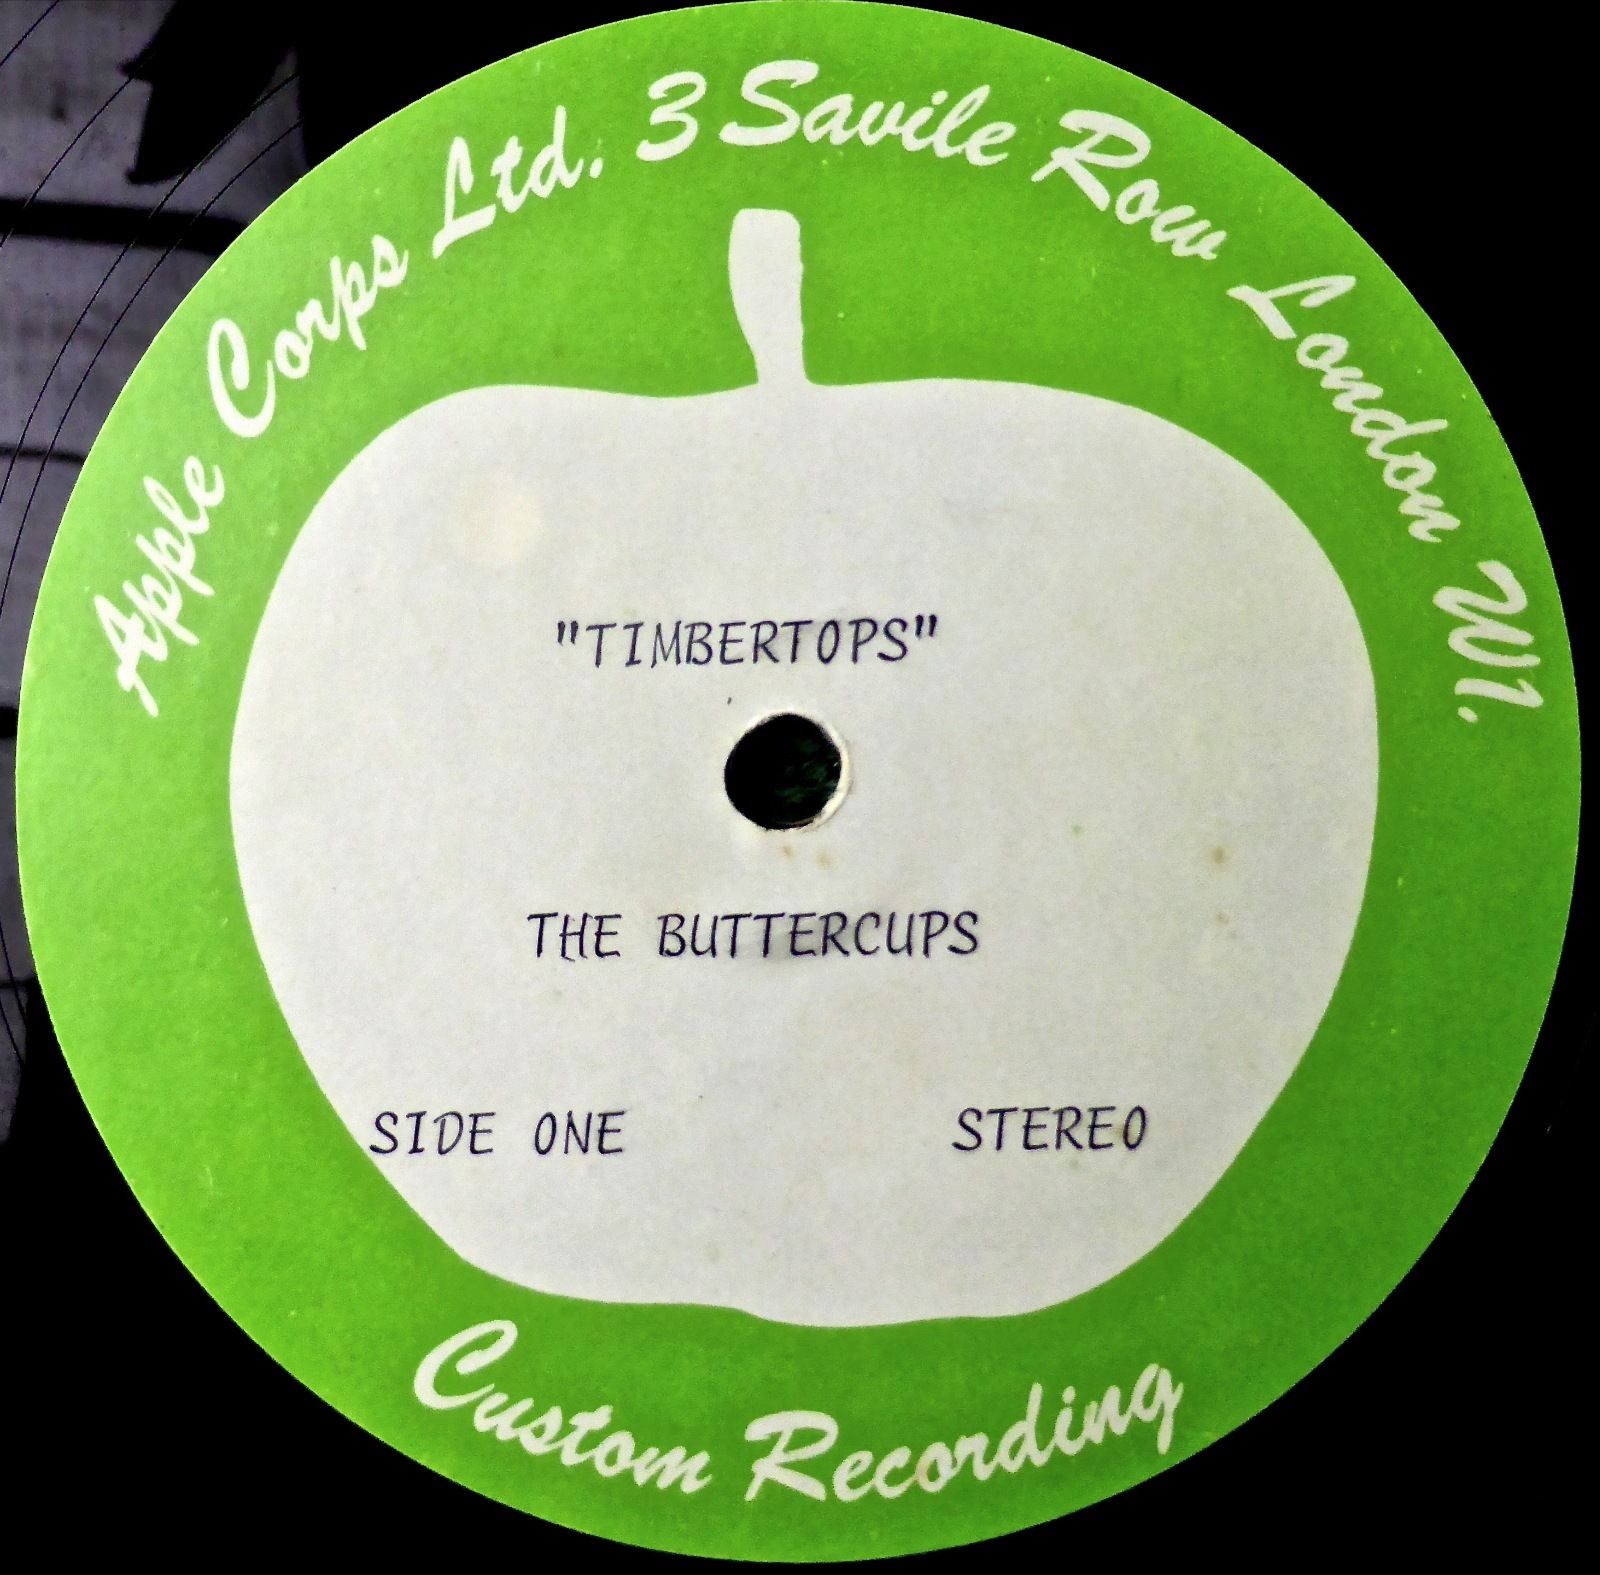 Apple Corps Ltd. 3 Savile Row London W1.
"TIMBERTOPS"
THE BUTTERCUPS
SIDE ONE STEREO
Custom Recording